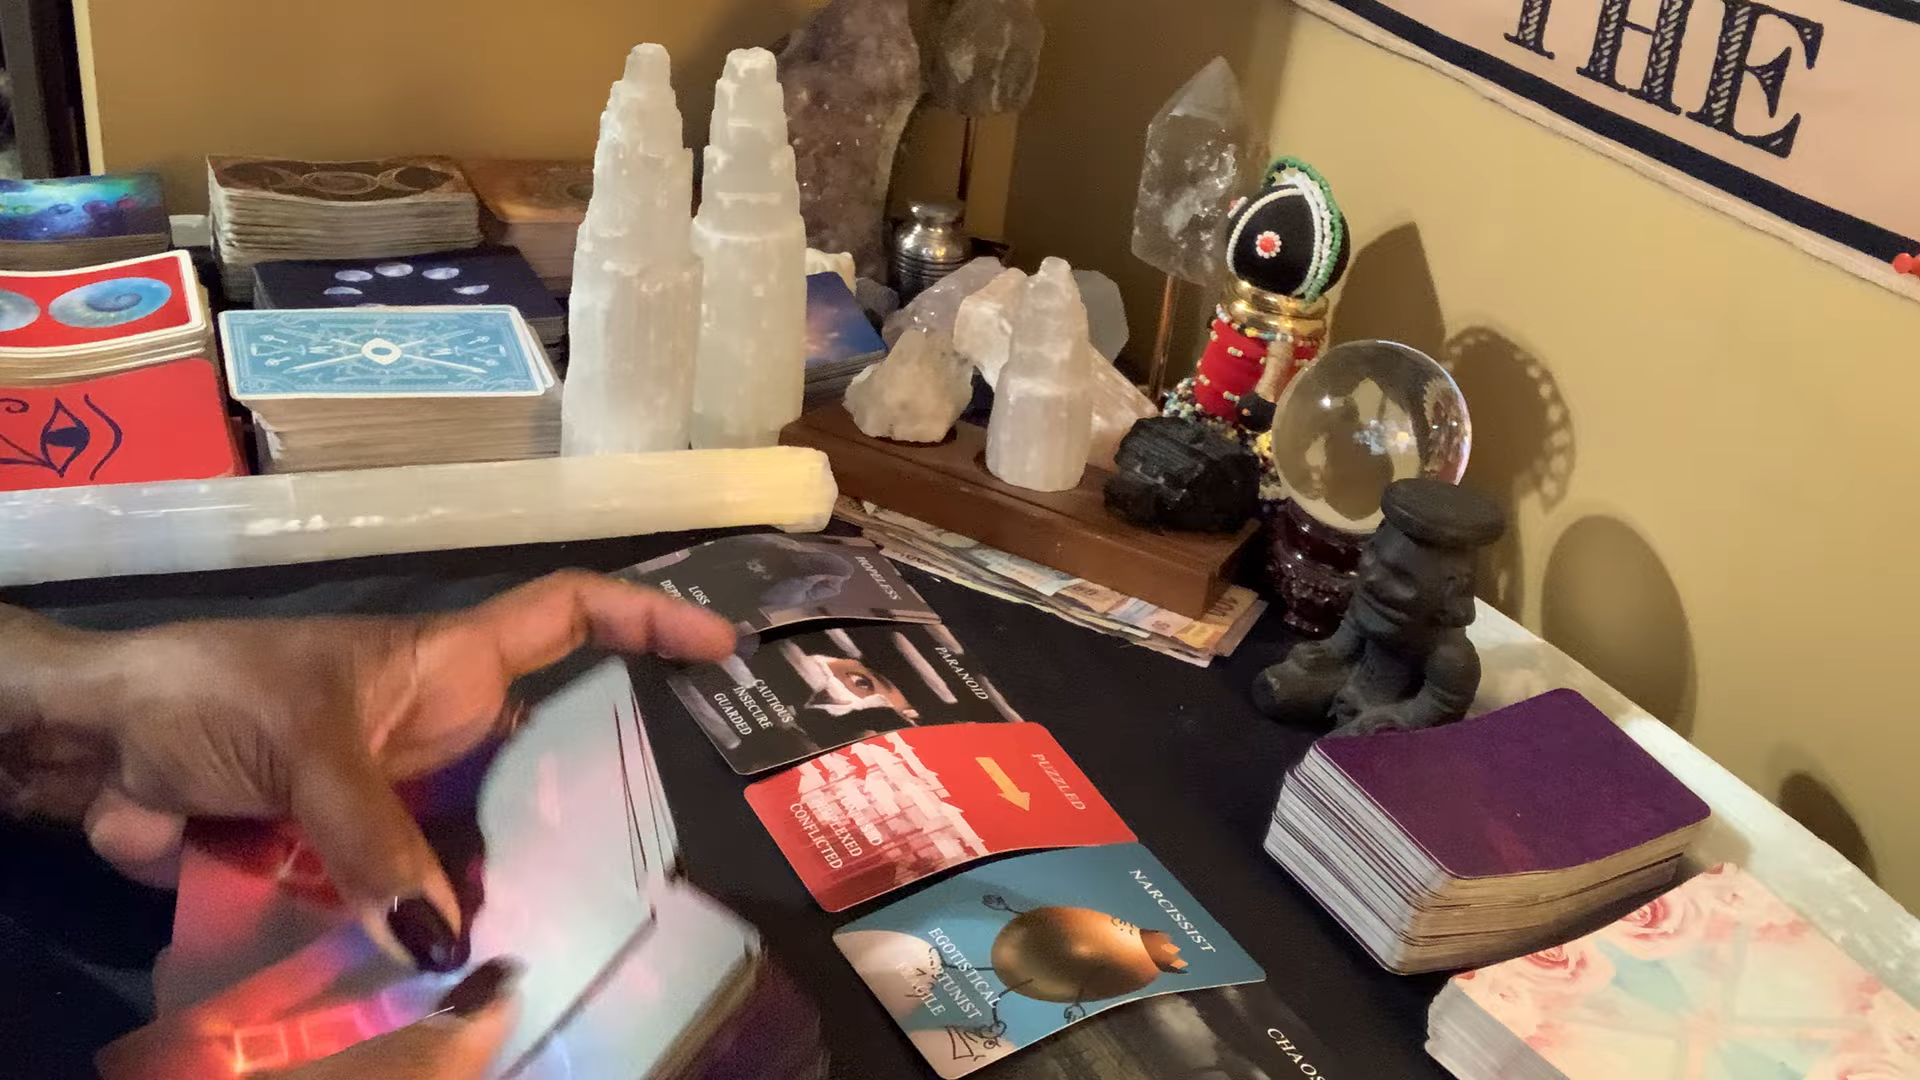 THE
HOPELESS
LOSS
PARANOID
CAUTIOUS
INSECURE
GUARDED
PUZZLED
CONFLICTED
NARCISSIST
EGOTISTICAL